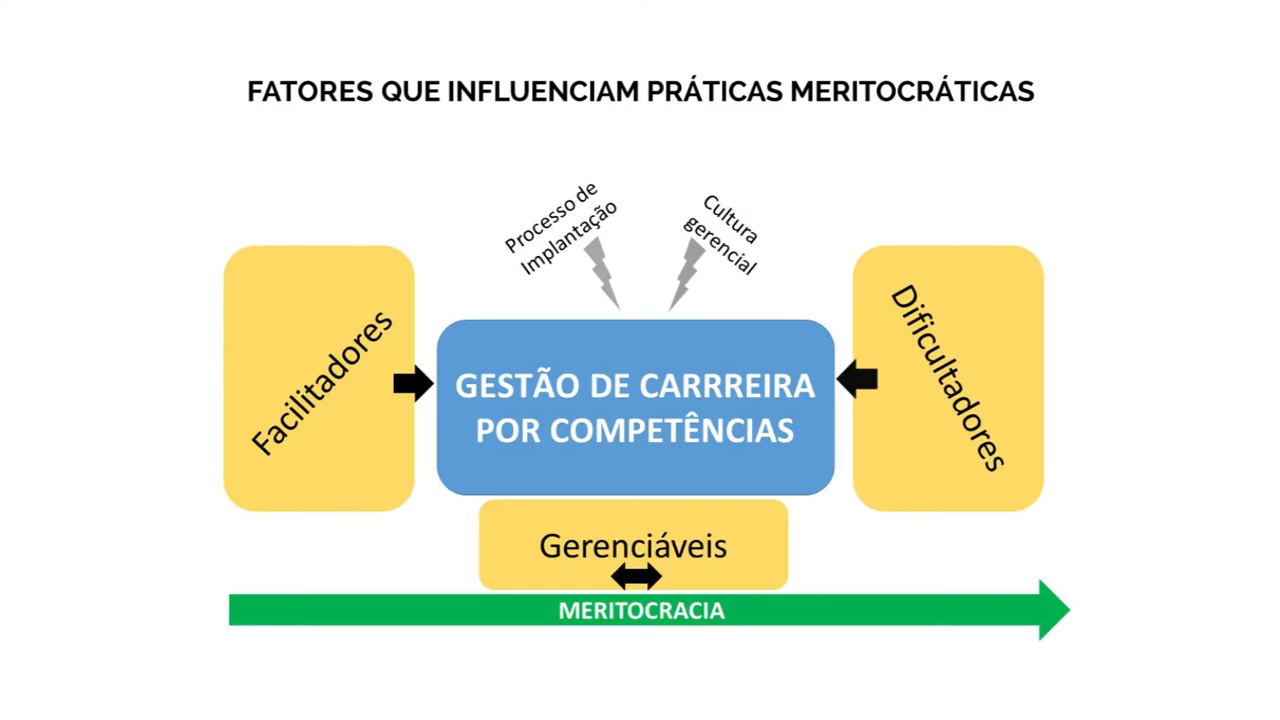 FATORES QUE INFLUENCIAM PRÁTICAS MERITOCRÁTICAS
Processo de
Implantação
Cultura
gerencial
Facilitadores
GESTÃO DE CARRREIRA
POR COMPETÊNCIAS
Dificultadores
Gerenciáveis
MERITOCRACIA